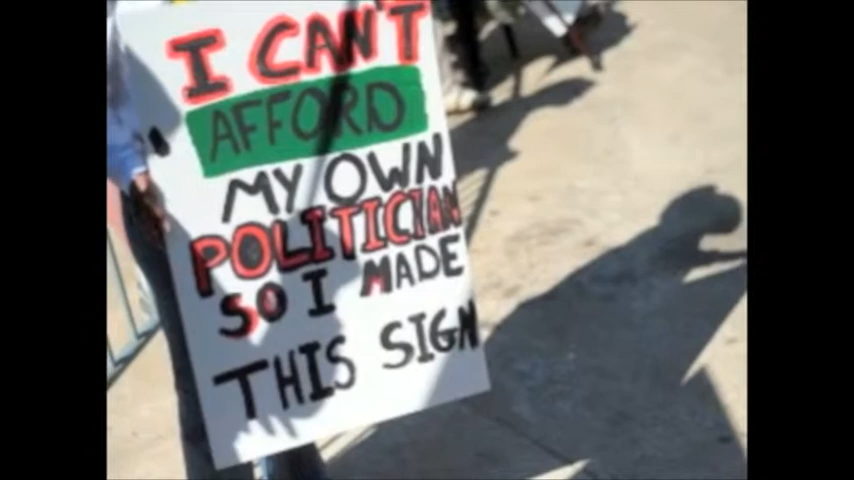 I CAN'T
AFFORD
MY OWN
POLITICIAN
SO I MADE
THIS SIGN